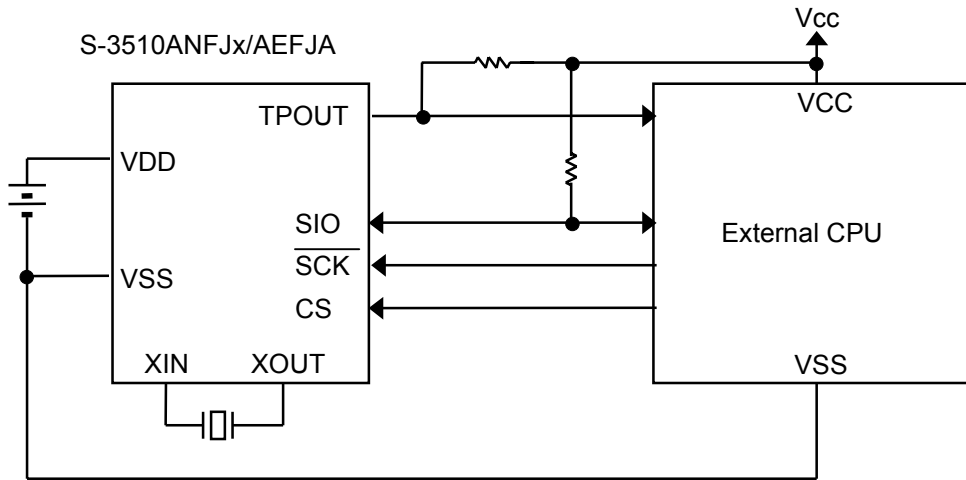 Vcc
S-3510ANFJx/AEFJA
TPOUT
VCC
VDD
SIO
External CPU
SCK
VSS
CS
XIN
XOUT
VSS